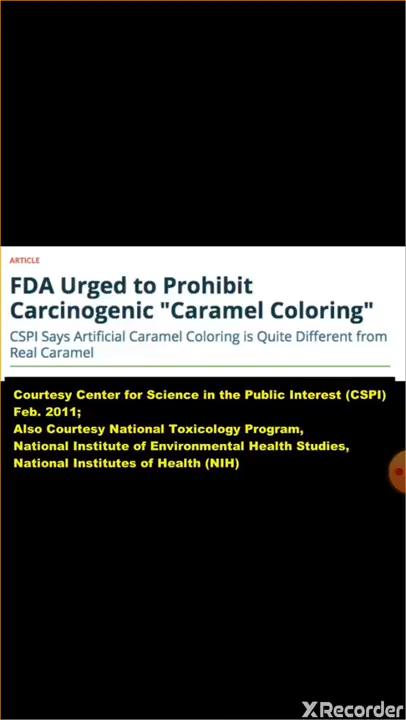 ARTICLE
FDA Urged to Prohibit
Carcinogenic "Caramel Coloring"
CSPI Says Artificial Caramel Coloring is Quite Different from
Real Caramel
Courtesy Center for Science in the Public Interest (CSPI)
Feb. 2011;
Also Courtesy National Toxicology Program,
National Institute of Environmental Health Studies,
National Institutes of Health (NIH)
XRecorder